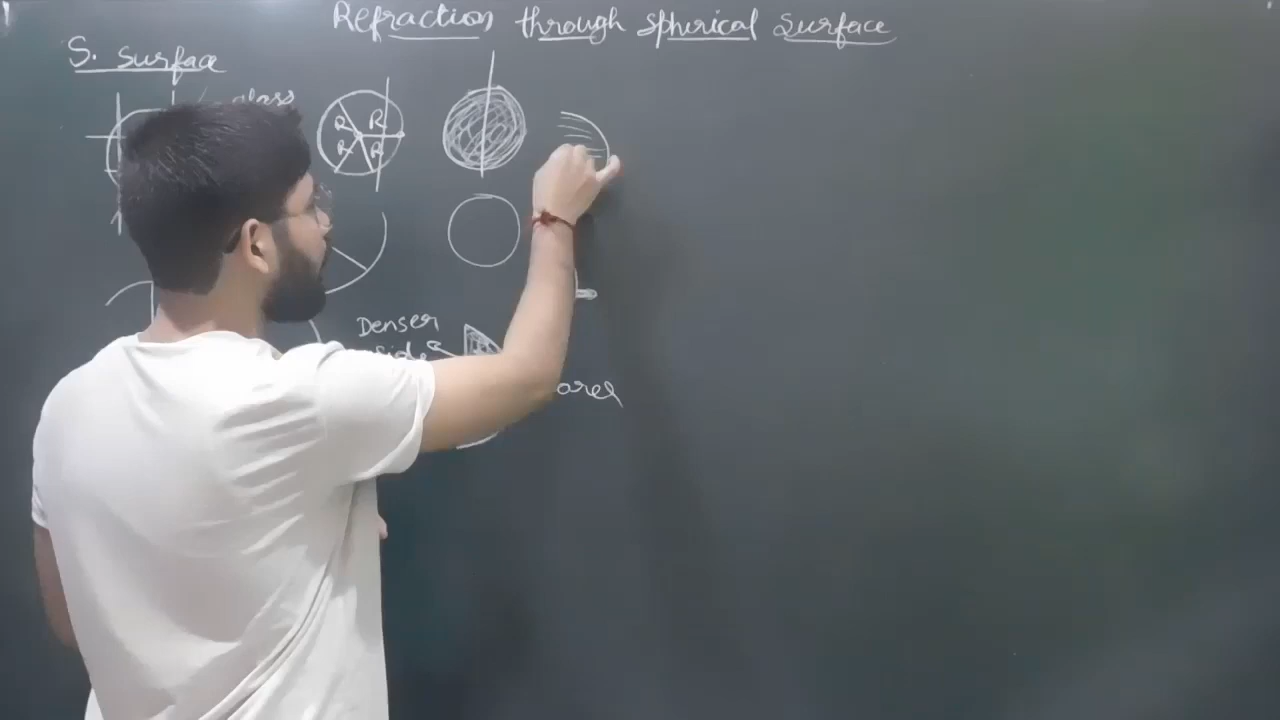 Refraction through spherical surface
S. surface
glass
R R
R R
Denser
side